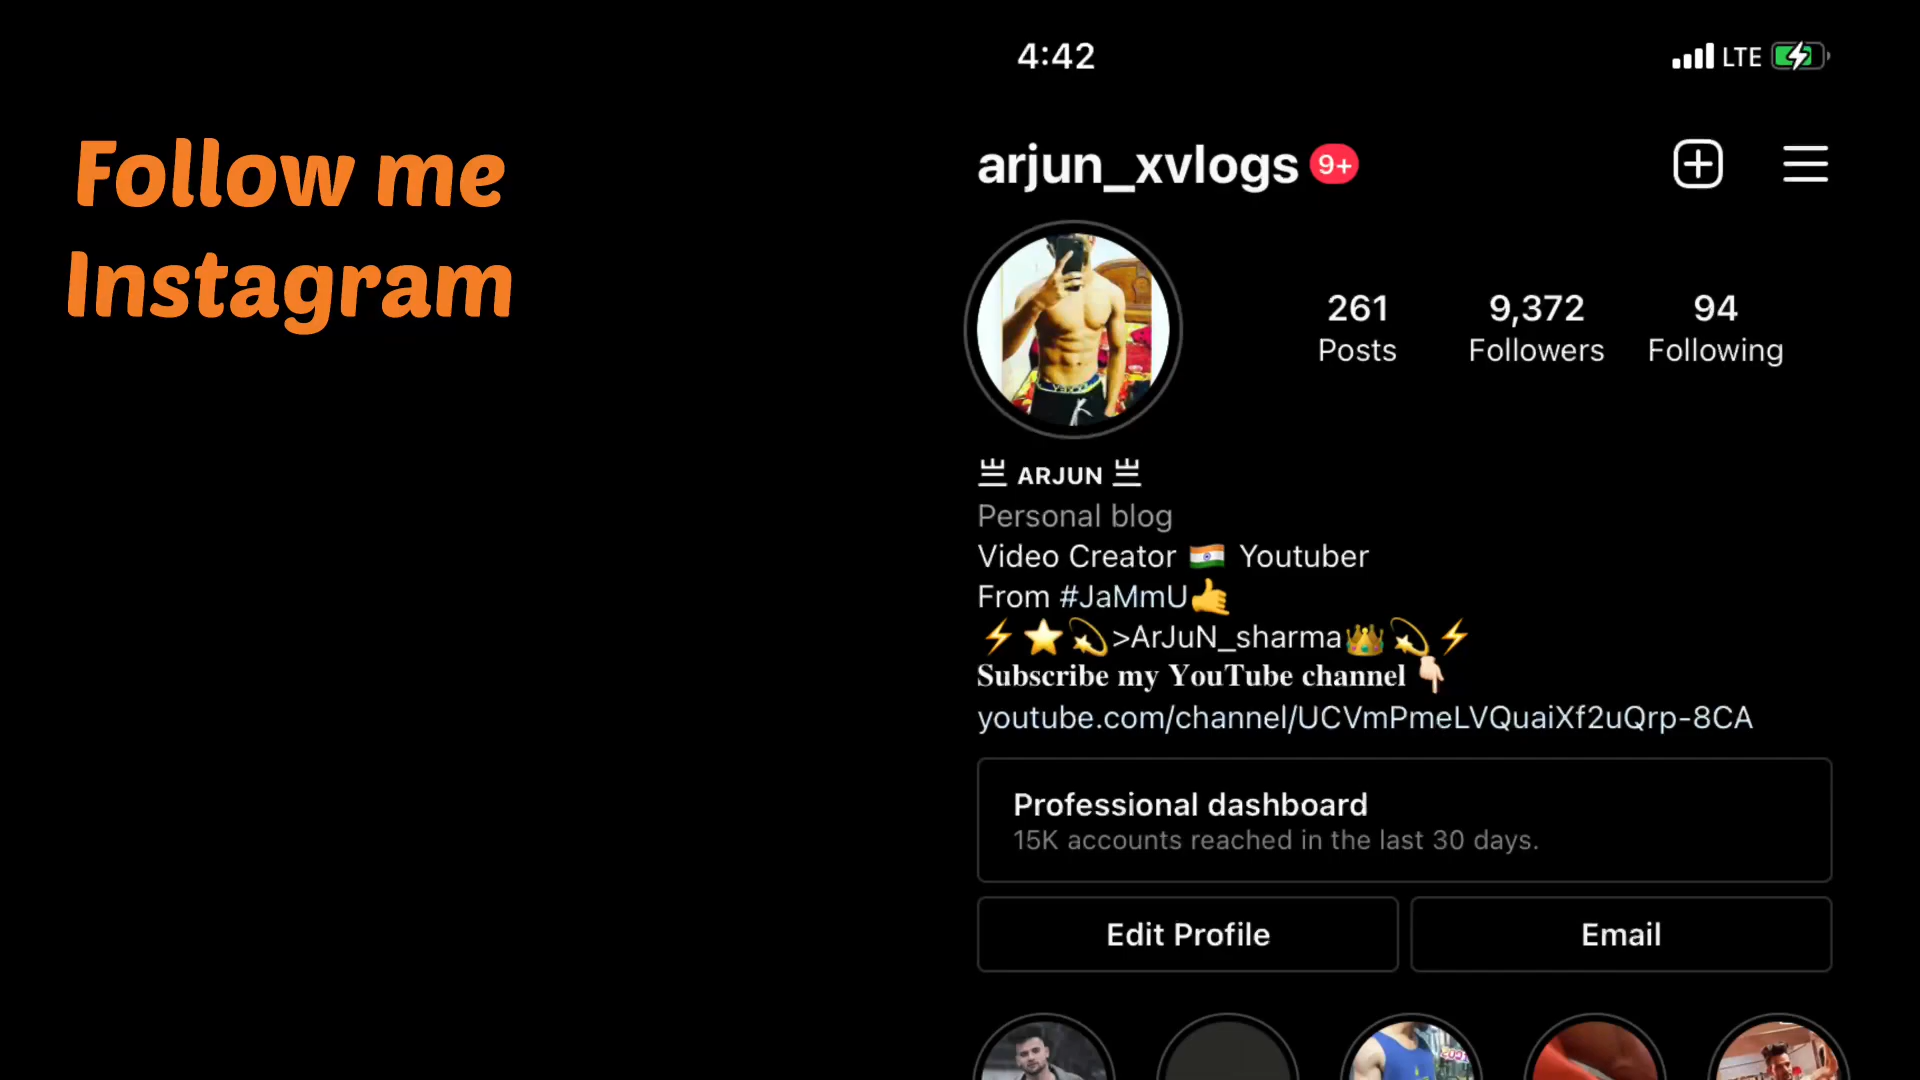 Follow me
Instagram
4:42
LTE
arjun_xvlogs 9+
261
Posts
9,372
Followers
94
Following
亗 ARJUN 亗
Personal blog
Video Creator 🇮🇳 Youtuber
From #JaMmU🤙
⚡⭐💫>ArJuN_sharma👑💫⚡
𝐒𝐮𝐛𝐬𝐜𝐫𝐢𝐛𝐞 𝐦𝐲 𝐘𝐨𝐮𝐓𝐮𝐛𝐞 𝐜𝐡𝐚𝐧𝐧𝐞𝐥 👇🏻
youtube.com/channel/UCVmPmeLVQuaiXf2uQrp-8CA
Professional dashboard
15K accounts reached in the last 30 days.
Edit Profile
Email